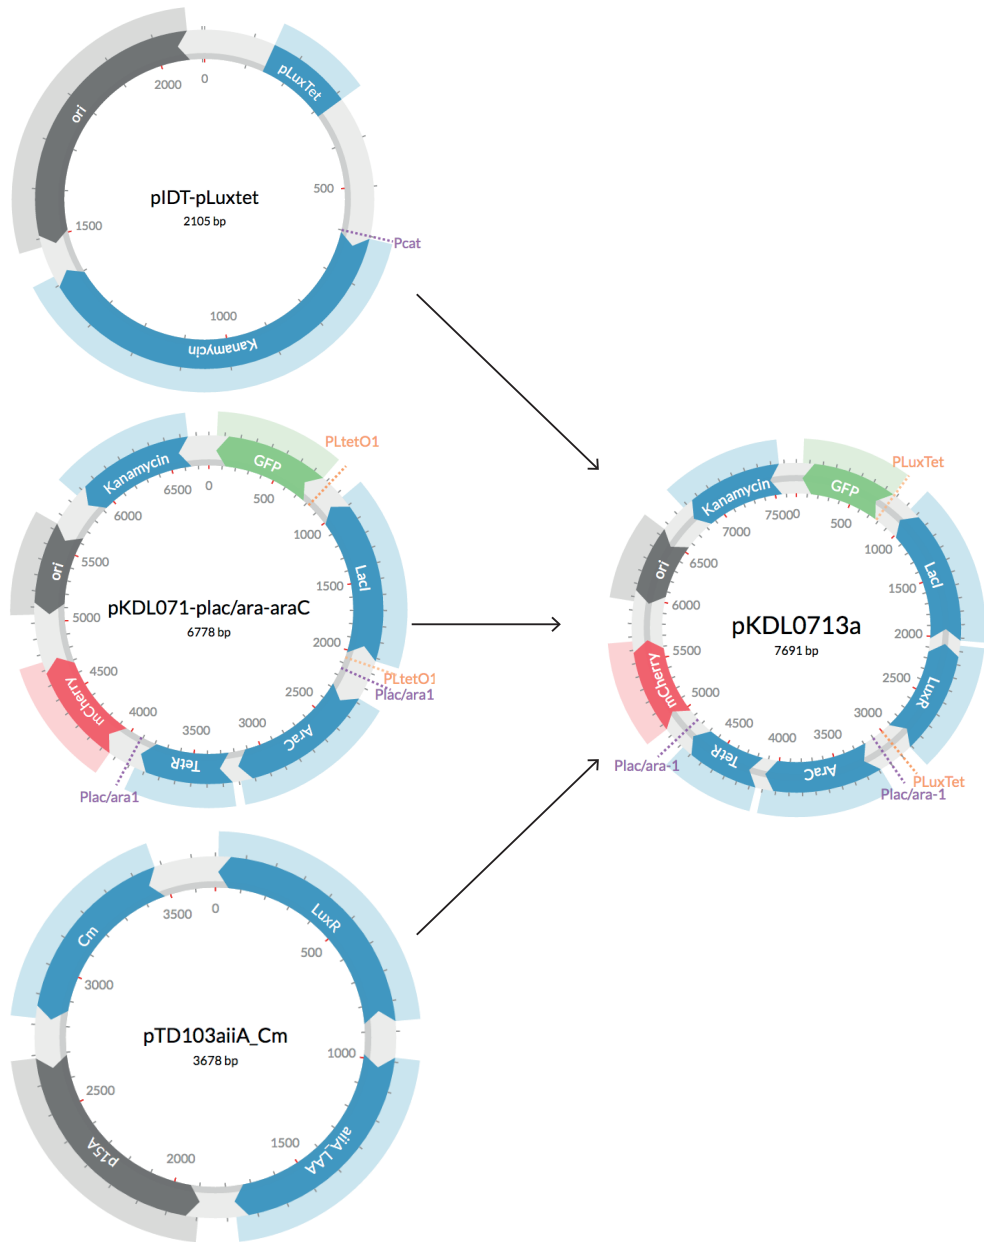 0
pLuxTet
500
Pcat
Kanamycin
1000
1500
ori
2000
pIDT-pLuxtet
2105 bp
0
GFP
PLtetO1
500
1000
LacI
1500
2000
PLtetO1
Plac/ara1
2500
AraC
3000
TetR
3500
Plac/ara1
4000
mCherry
4500
5000
ori
5500
6000
Kanamycin
6500
pKDL071-plac/ara-araC
6778 bp
0
LuxR
500
1000
aiiA_LAA
1500
2000
p15A
2500
3000
Cm
3500
pTD103aiiA_Cm
3678 bp
GFP
PLuxTet
500
1000
LacI
1500
2000
LuxR
2500
3000
PLuxTet
Plac/ara-1
AraC
3500
4000
TetR
4500
Plac/ara-1
5000
mCherry
5500
6000
ori
6500
7000
Kanamycin
75000
pKDL0713a
7691 bp